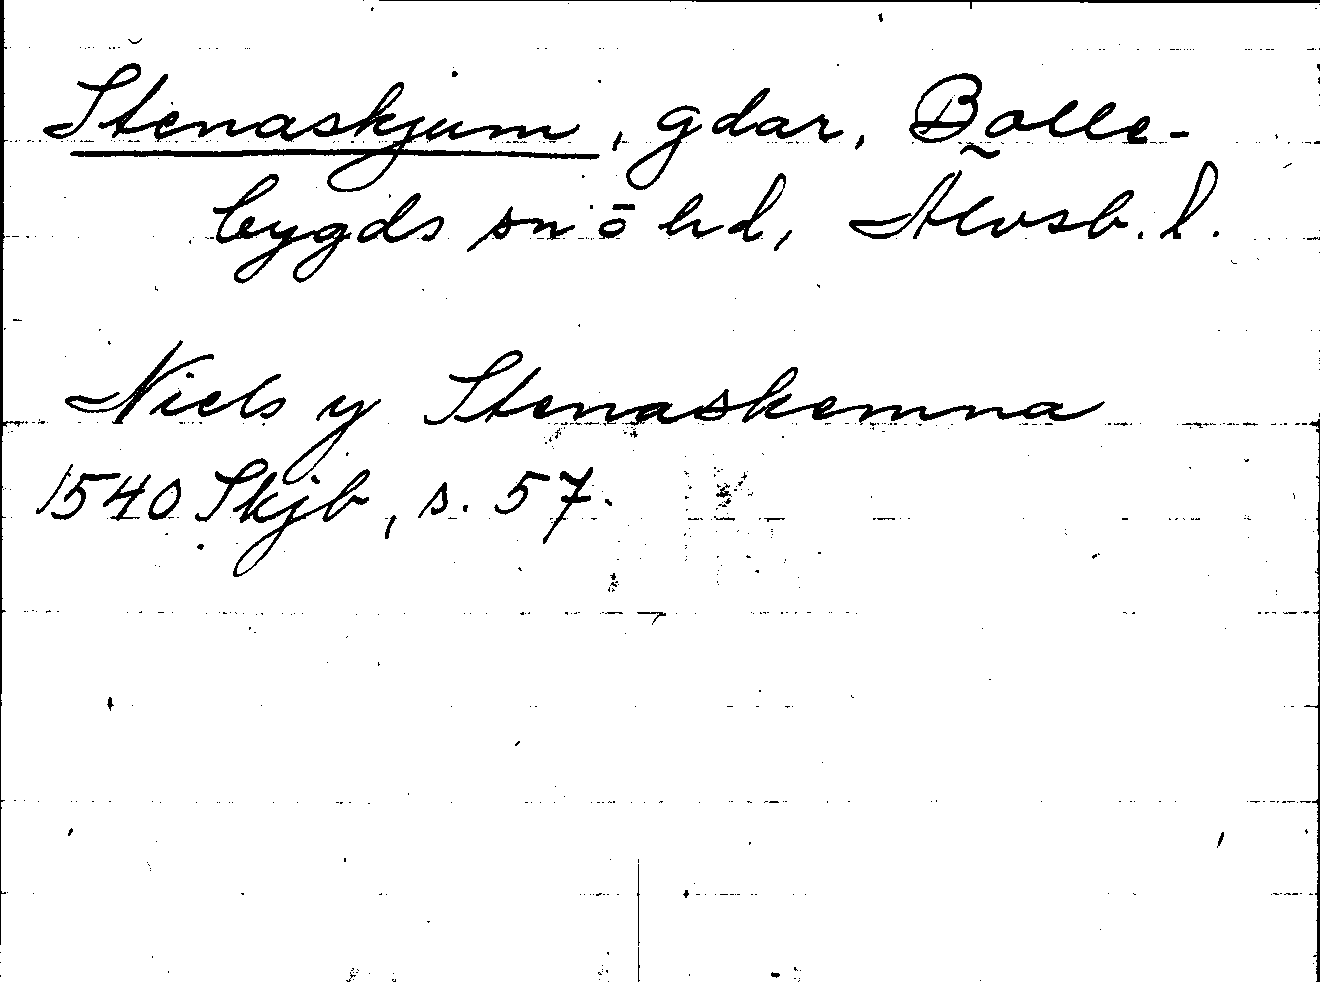 Stenaskjum, gdar, Bolle-
bygds sn ō hd, Älvsb. l.
Niels y Stenaskemna
1540 Skjb, s. 57.